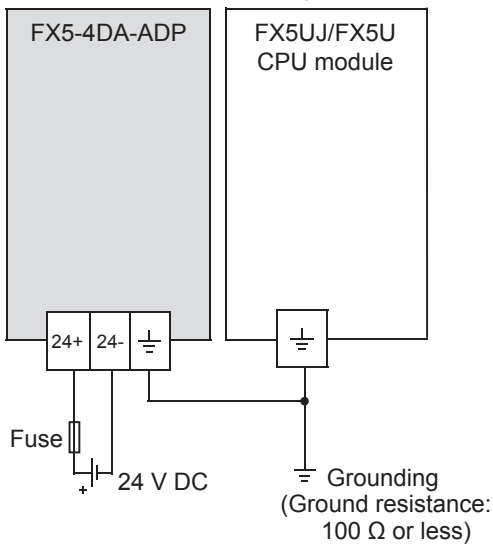 FX5-4DA-ADP
FX5UJ/FX5U
CPU module
24+
24-
Fuse
+
24 V DC
Grounding
(Ground resistance:
100 Ω or less)